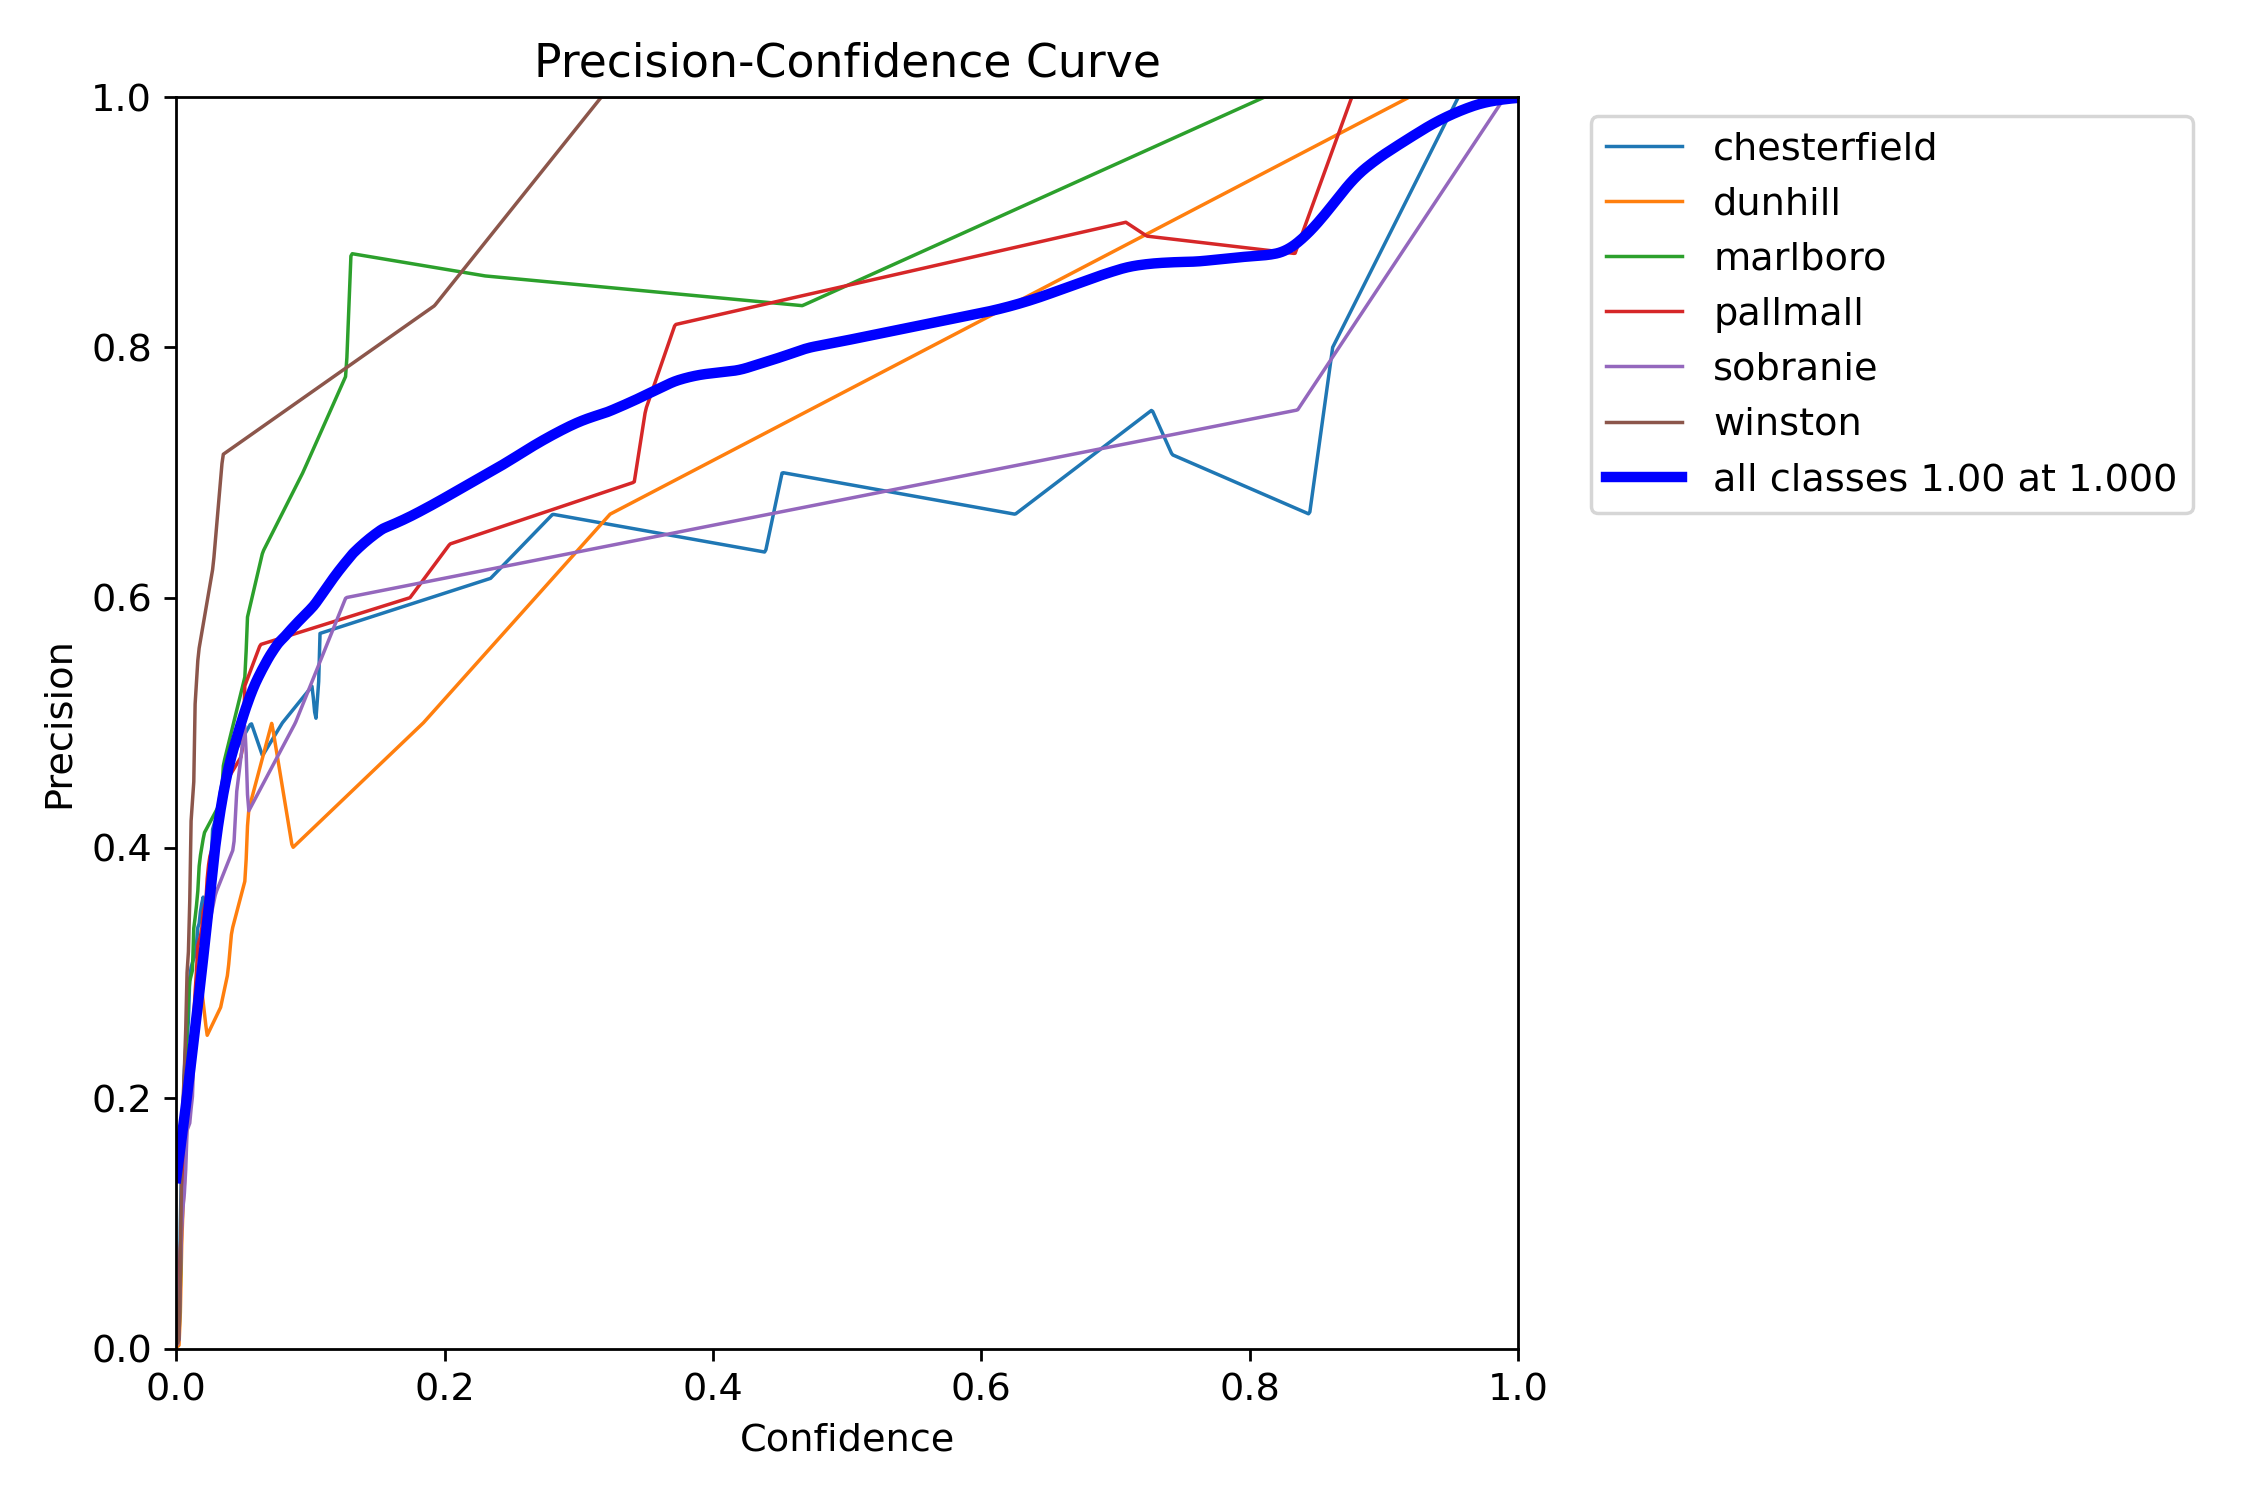 Precision-Confidence Curve
1.0
0.8
0.6
0.4
0.2
0.0
Precision
0.0 0.2 0.4 0.6 0.8 1.0
Confidence
chesterfield
dunhill
marlboro
pallmall
sobranie
winston
all classes 1.00 at 1.000